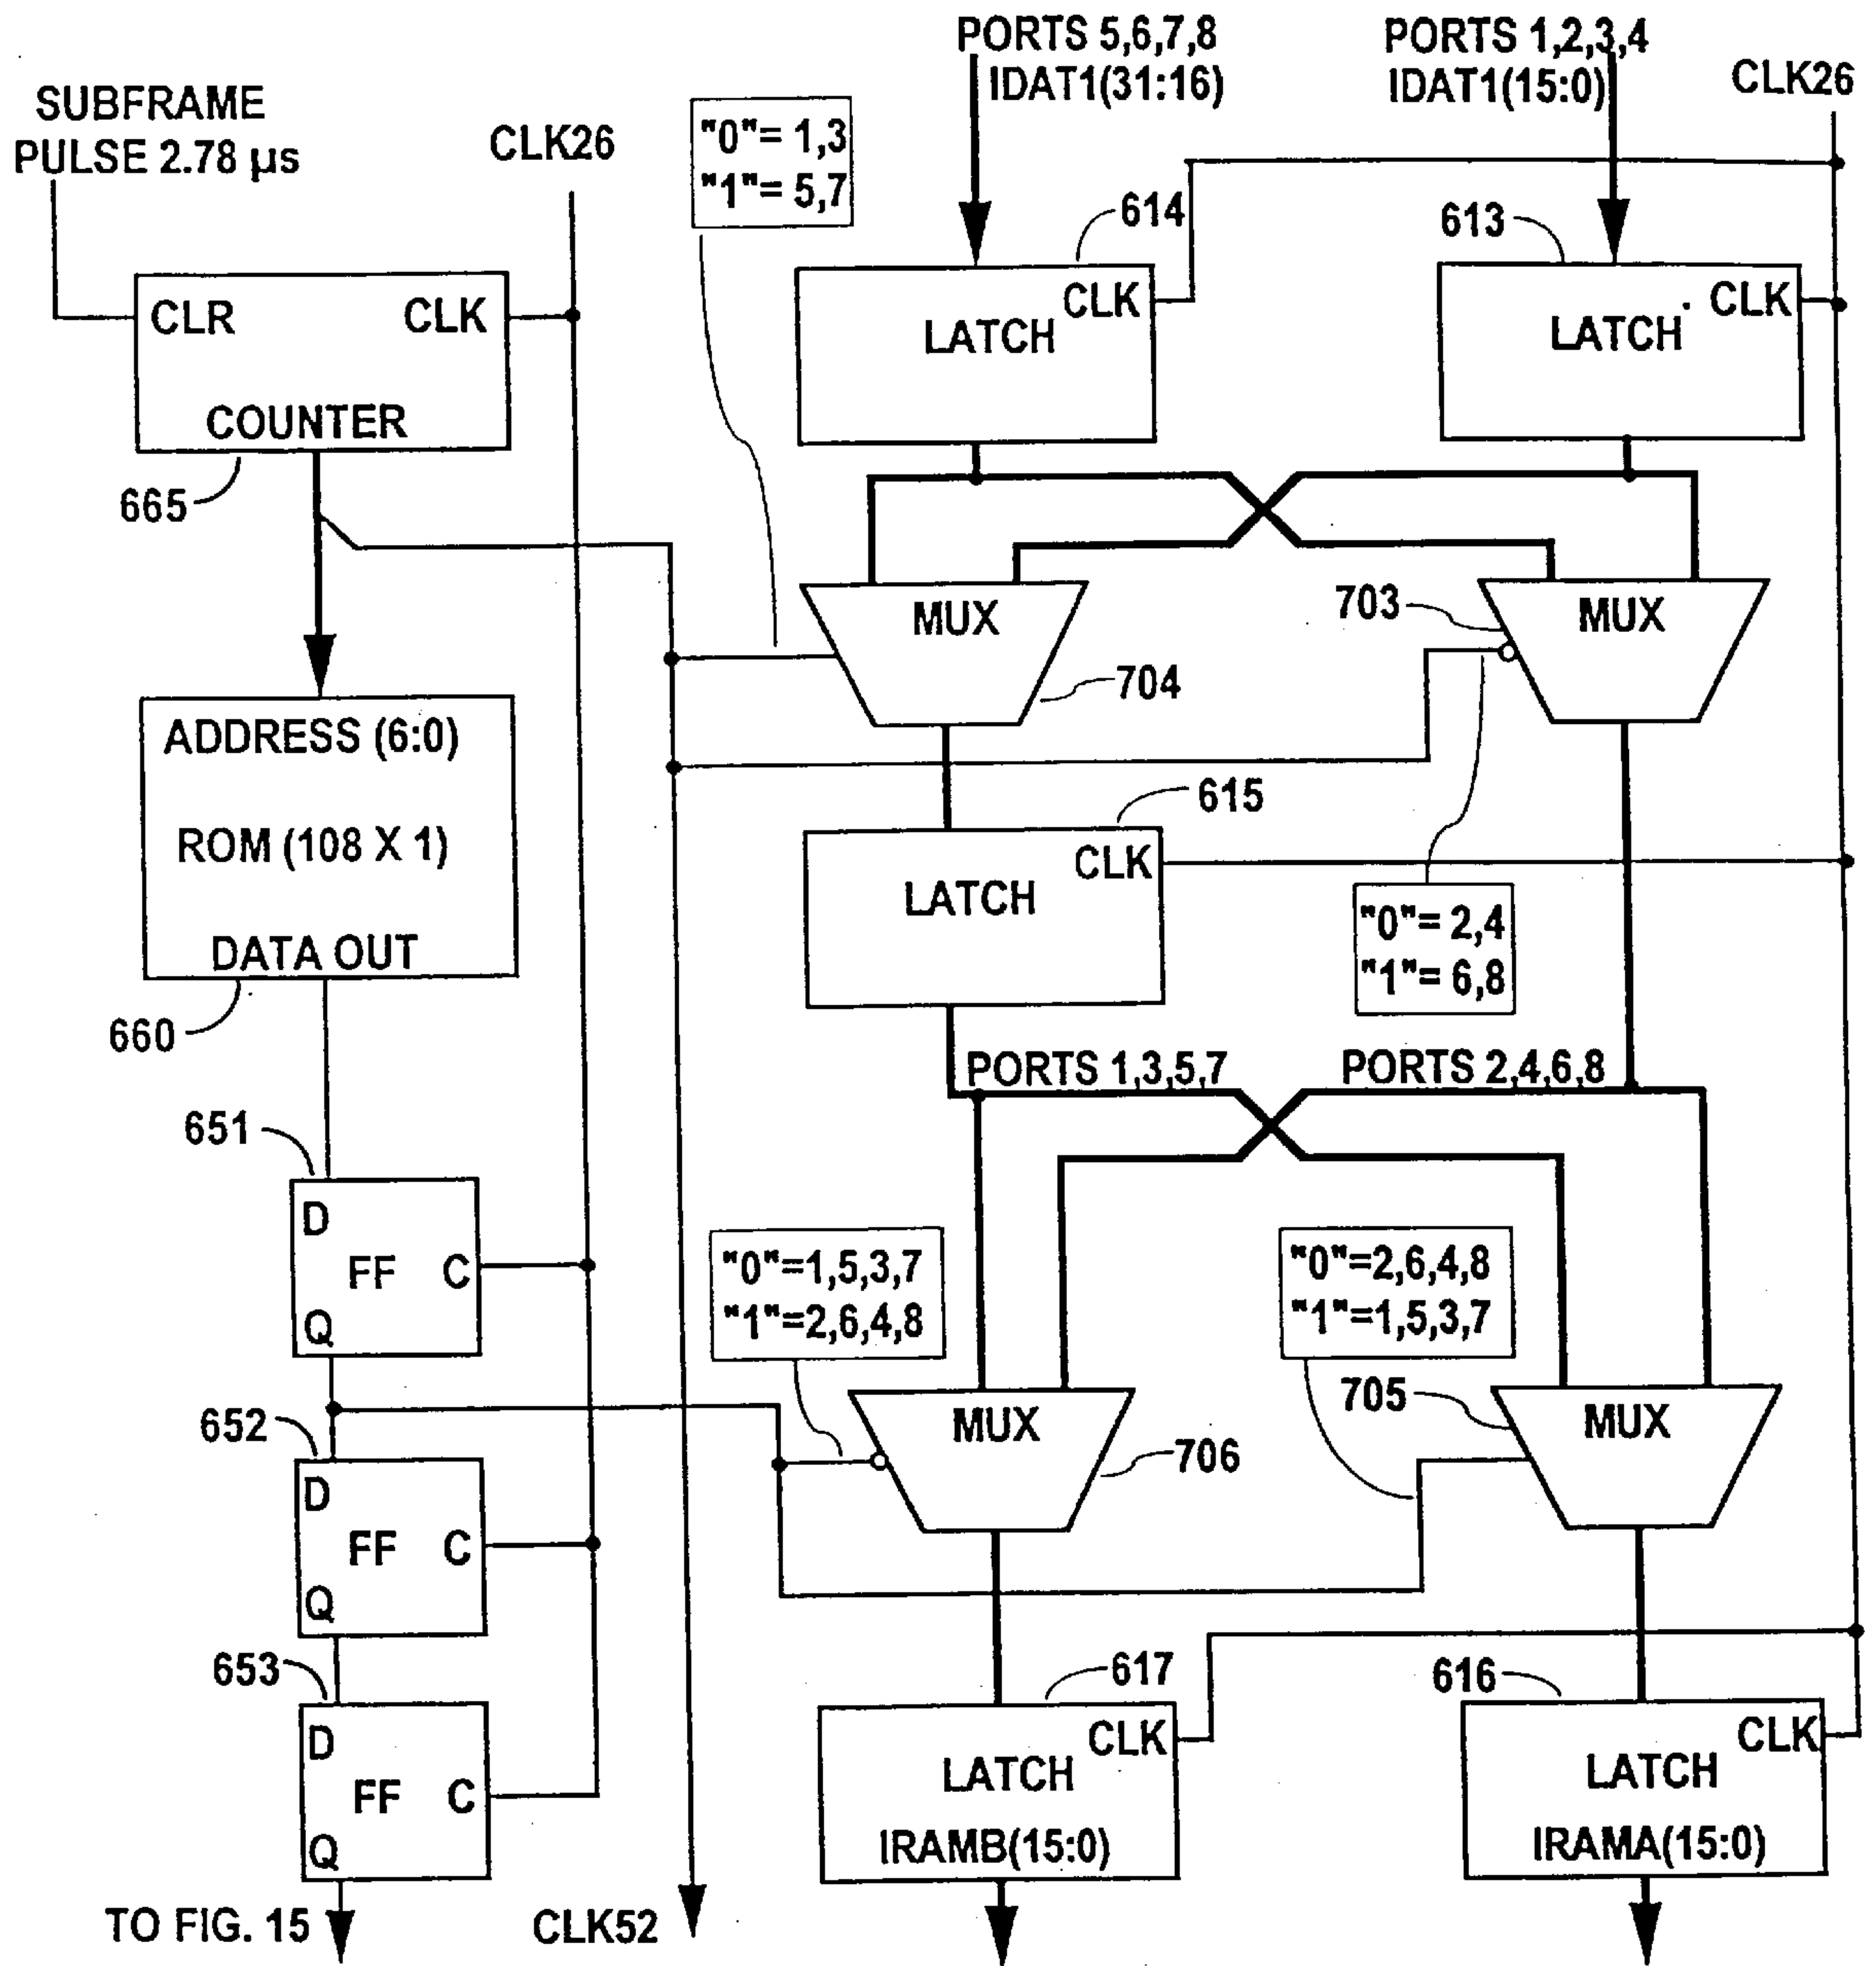 PORTS 5,6,7,8
IDAT1(31:16)
PORTS 1,2,3,4
IDAT1(15:0)
CLK26
SUBFRAME
PULSE 2.78 µs
CLK26
"0"= 1,3
"1"= 5,7
614
613
CLR
CLK
COUNTER
665
CLK
LATCH
CLK
LATCH
MUX
704
703
MUX
ADDRESS (6:0)
ROM (108 X 1)
DATA OUT
660
615
CLK
LATCH
"0"= 2,4
"1"= 6,8
PORTS 1,3,5,7
PORTS 2,4,6,8
651
D
FF
C
Q
"0"=1,5,3,7
"1"=2,6,4,8
"0"=2,6,4,8
"1"=1,5,3,7
652
D
FF
C
Q
MUX
706
705
MUX
653
D
FF
C
Q
617
CLK
LATCH
IRAMB(15:0)
616
CLK
LATCH
IRAMA(15:0)
TO FIG. 15
CLK52